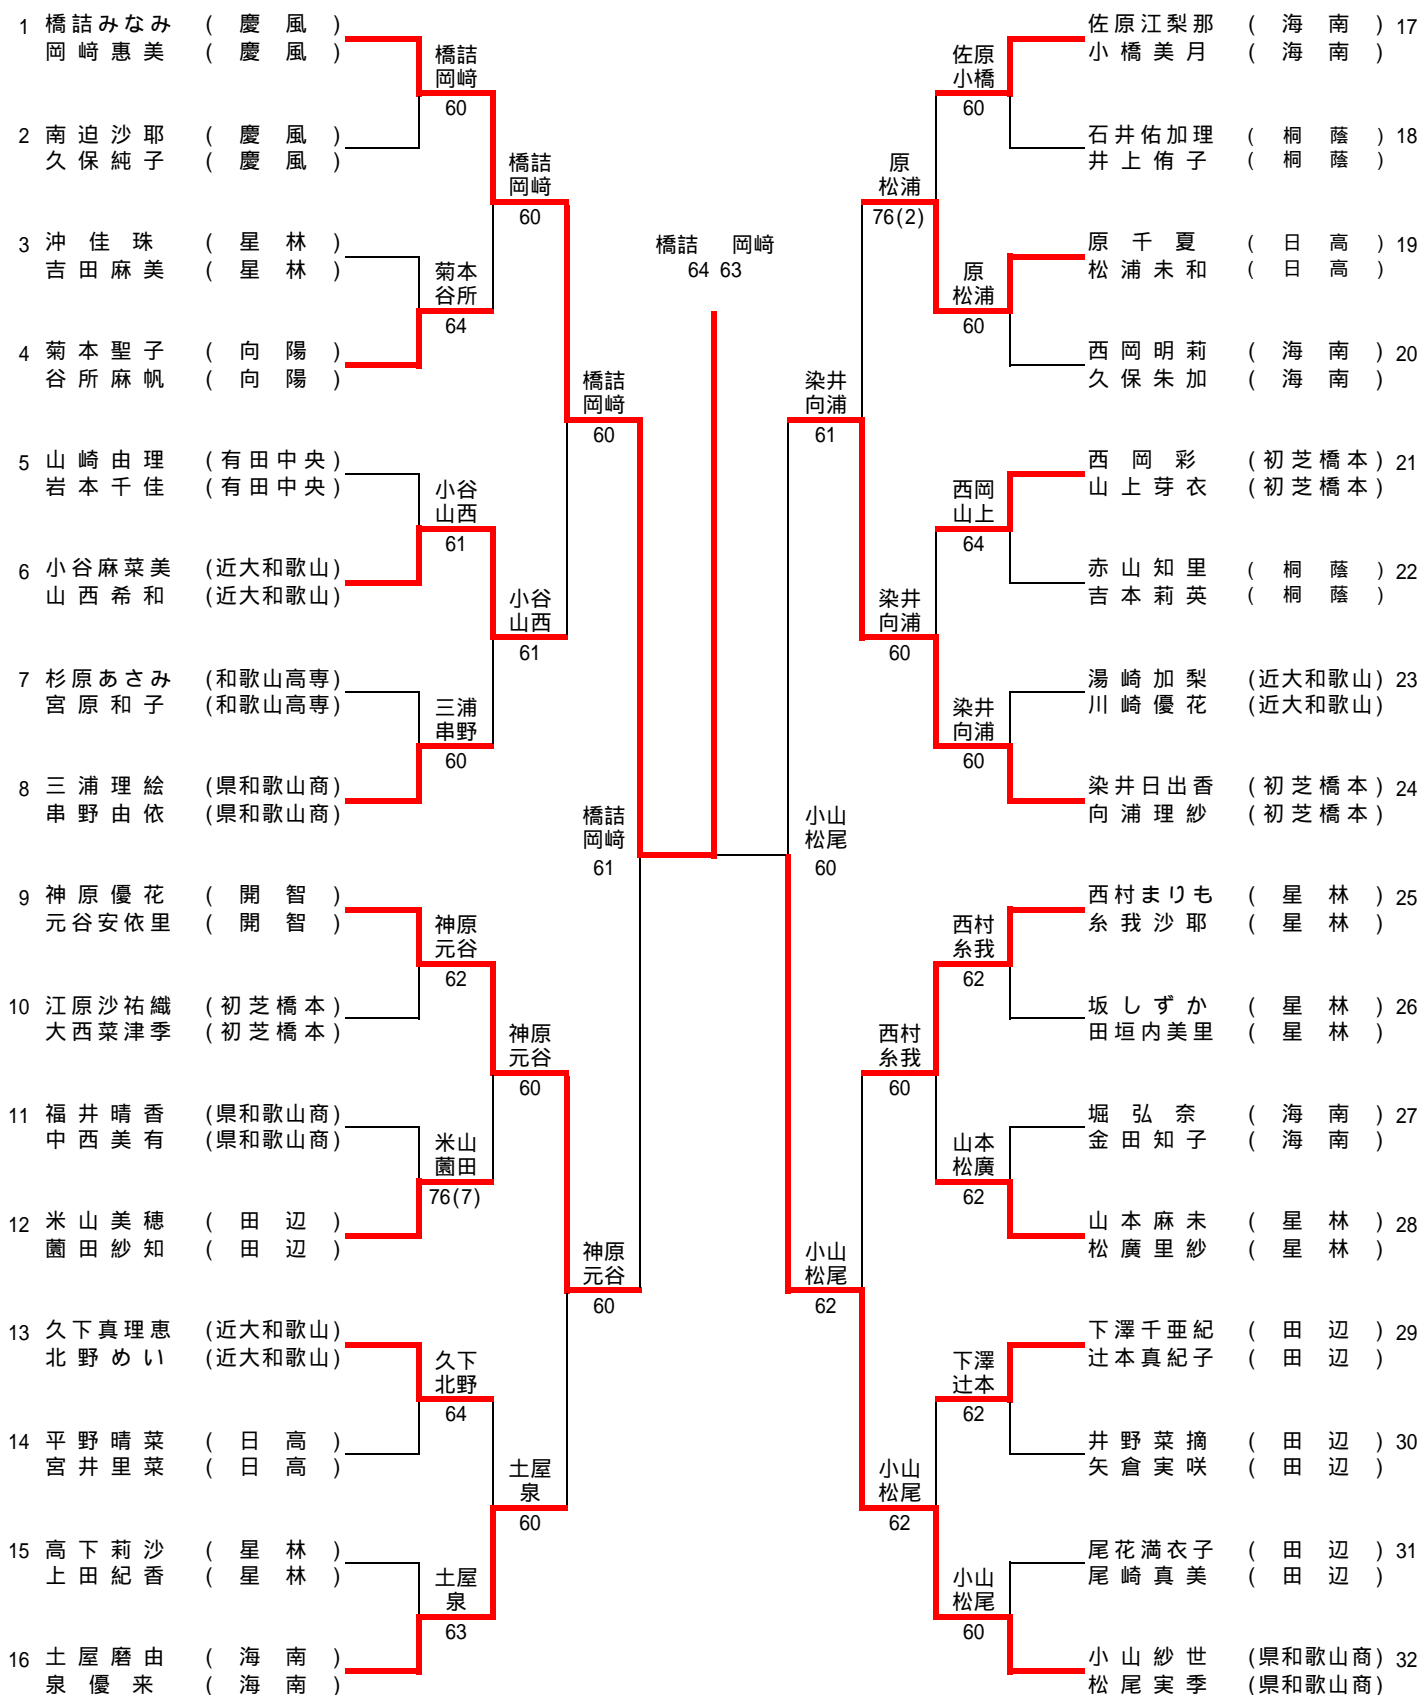 1 橋詰みなみ (慶風)
岡﨑惠美 (慶風)
2 南迫沙耶 (慶風)
久保純子 (慶風)
3 沖佳珠 (星林)
吉田麻美 (星林)
4 菊本聖子 (向陽)
谷所麻帆 (向陽)
5 山崎由理 (有田中央)
岩本千佳 (有田中央)
6 小谷麻菜美 (近大和歌山)
山西希和 (近大和歌山)
7 杉原あさみ (和歌山高専)
宮原和子 (和歌山高専)
8 三浦理絵 (県和歌山商)
串野由依 (県和歌山商)
9 神原優花 (開智)
元谷安依里 (開智)
10 江原沙祐織 (初芝橋本)
大西菜津季 (初芝橋本)
11 福井晴香 (県和歌山商)
中西美有 (県和歌山商)
12 米山美穂 (田辺)
薗田紗知 (田辺)
13 久下真理恵 (近大和歌山)
北野めい (近大和歌山)
14 平野晴菜 (日高)
宮井里菜 (日高)
15 高下莉沙 (星林)
上田紀香 (星林)
16 土屋磨由 (海南)
泉優来 (海南)
橋詰
岡﨑
60
菊本
谷所
64
小谷
山西
61
三浦
串野
60
神原
元谷
62
米山
薗田
76(7)
久下
北野
64
土屋
泉
63
橋詰
岡﨑
60
小谷
山西
61
神原
元谷
60
土屋
泉
60
橋詰
岡﨑
60
神原
元谷
60
橋詰
岡﨑
61
橋詰 岡﨑
64 63
小山
松尾
60
染井
向浦
61
小山
松尾
62
原
松浦
76(2)
染井
向浦
60
西村
糸我
60
小山
松尾
62
佐原
小橋
60
原
松浦
60
西岡
山上
64
染井
向浦
60
西村
糸我
62
山本
松廣
62
下澤
辻本
62
小山
松尾
60
佐原江梨那 (海南) 17
小橋美月 (海南)
石井佑加理 (桐蔭) 18
井上侑子 (桐蔭)
原千夏 (日高) 19
松浦未和 (日高)
西岡明莉 (海南) 20
久保朱加 (海南)
西岡彩 (初芝橋本) 21
山上芽衣 (初芝橋本)
赤山知里 (桐蔭) 22
吉本莉英 (桐蔭)
湯崎加梨 (近大和歌山) 23
川崎優花 (近大和歌山)
染井日出香 (初芝橋本) 24
向浦理紗 (初芝橋本)
西村まりも (星林) 25
糸我沙耶 (星林)
坂しずか (星林) 26
田垣内美里 (星林)
堀弘奈 (海南) 27
金田知子 (海南)
山本麻未 (星林) 28
松廣里紗 (星林)
下澤千亜紀 (田辺) 29
辻本真紀子 (田辺)
井野菜摘 (田辺) 30
矢倉実咲 (田辺)
尾花満衣子 (田辺) 31
尾崎真美 (田辺)
小山紗世 (県和歌山商) 32
松尾実季 (県和歌山商)